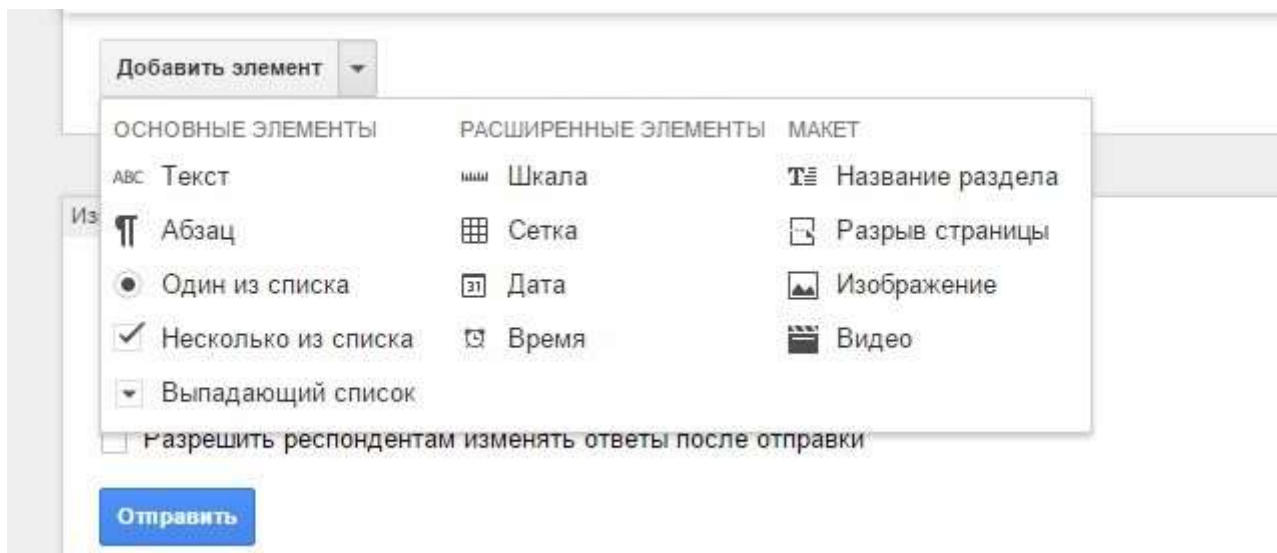 Добавить элемент
ОСНОВНЫЕ ЭЛЕМЕНТЫ РАСШИРЕННЫЕ ЭЛЕМЕНТЫ МАКЕТ
ABC Текст Шкала Название раздела
Из
Абзац Сетка Разрыв страницы
Один из списка 31 Дата Изображение
Несколько из списка Время Видео
Выпадающий список
Разрешить респондентам изменять ответы после отправки
Отправить